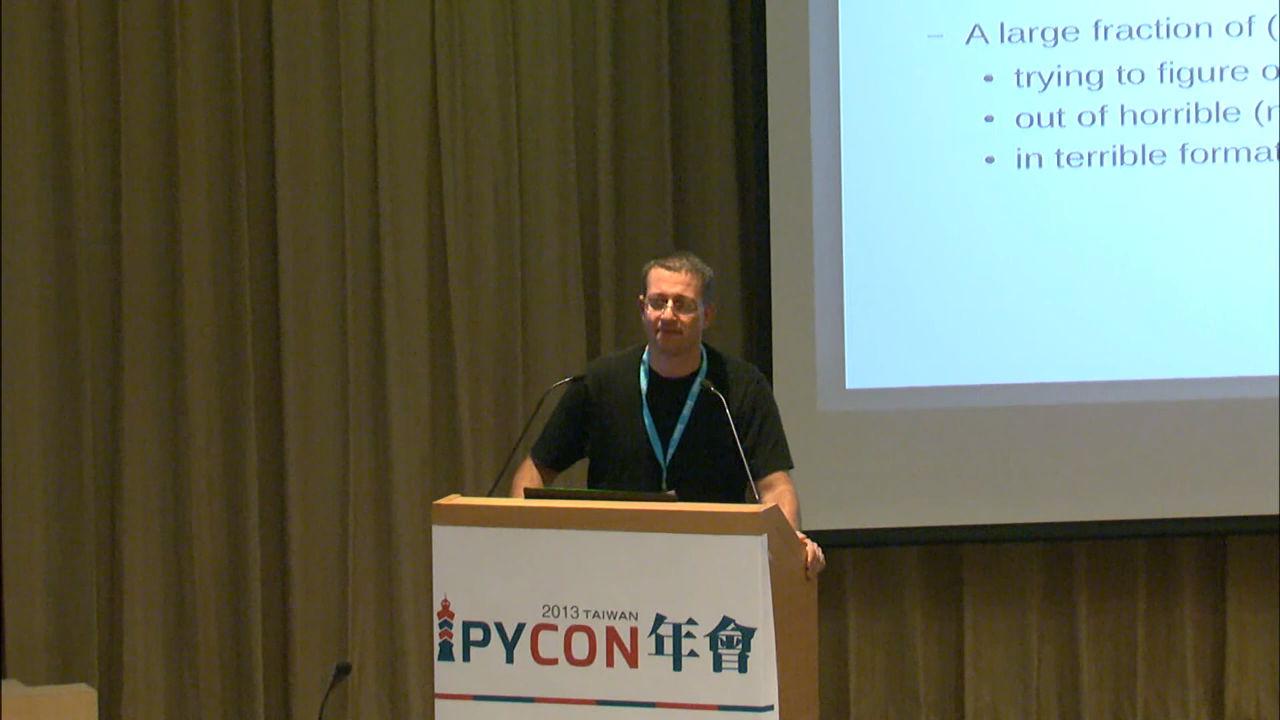 – A large fraction of (
• trying to figure o
• out of horrible (r
• in terrible format
2013 TAIWAN
PYCON 年會